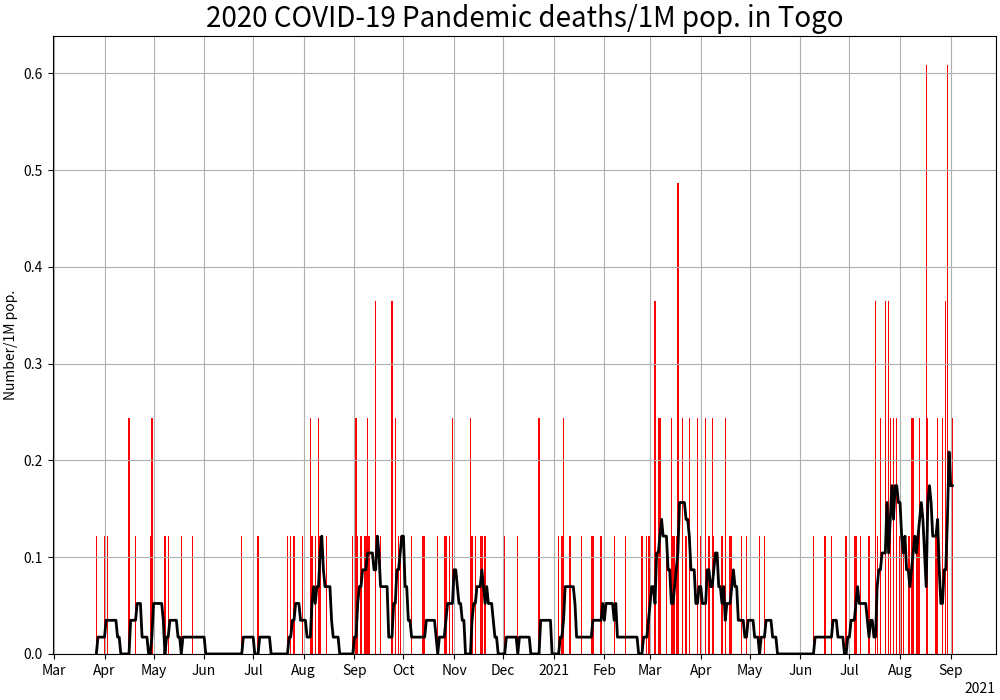 2020 COVID-19 Pandemic deaths/1M pop. in Togo
Number/1M pop.
0.6
0.5
0.4
0.3
0.2
0.1
0.0
Mar Apr May Jun Jul Aug Sep Oct Nov Dec 2021 Feb Mar Apr May Jun Jul Aug Sep
2021